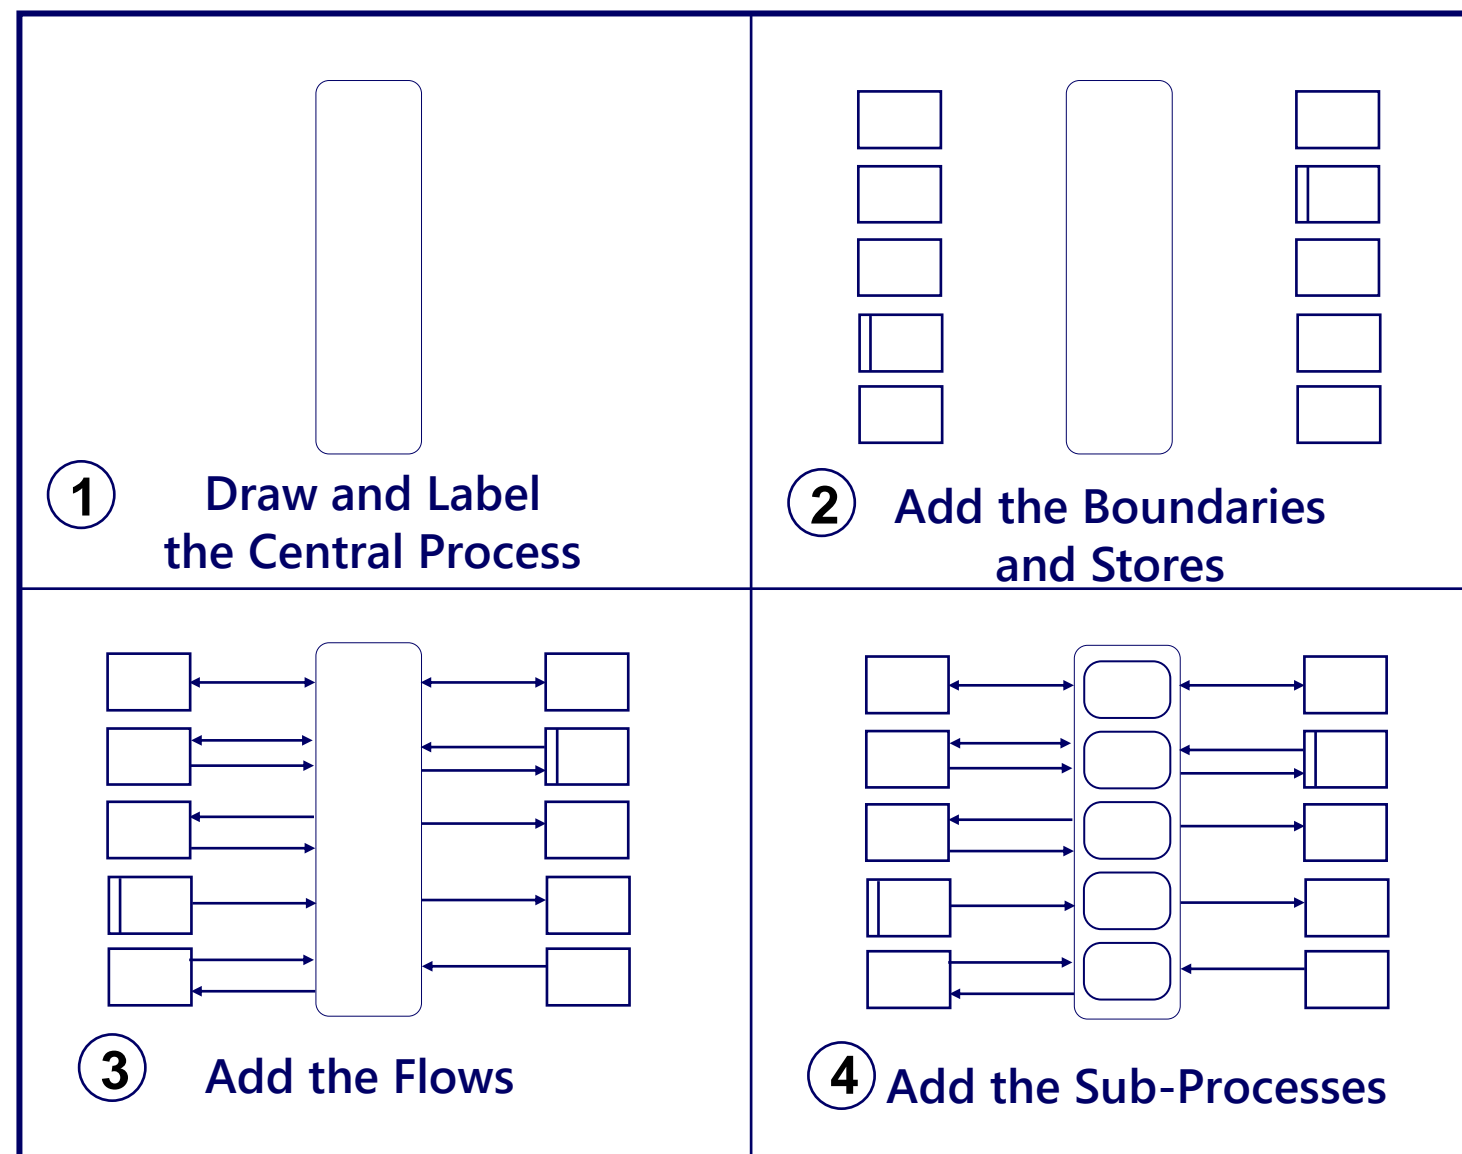 1
Draw and Label
the Central Process
2
Add the Boundaries
and Stores
3
Add the Flows
4
Add the Sub-Processes